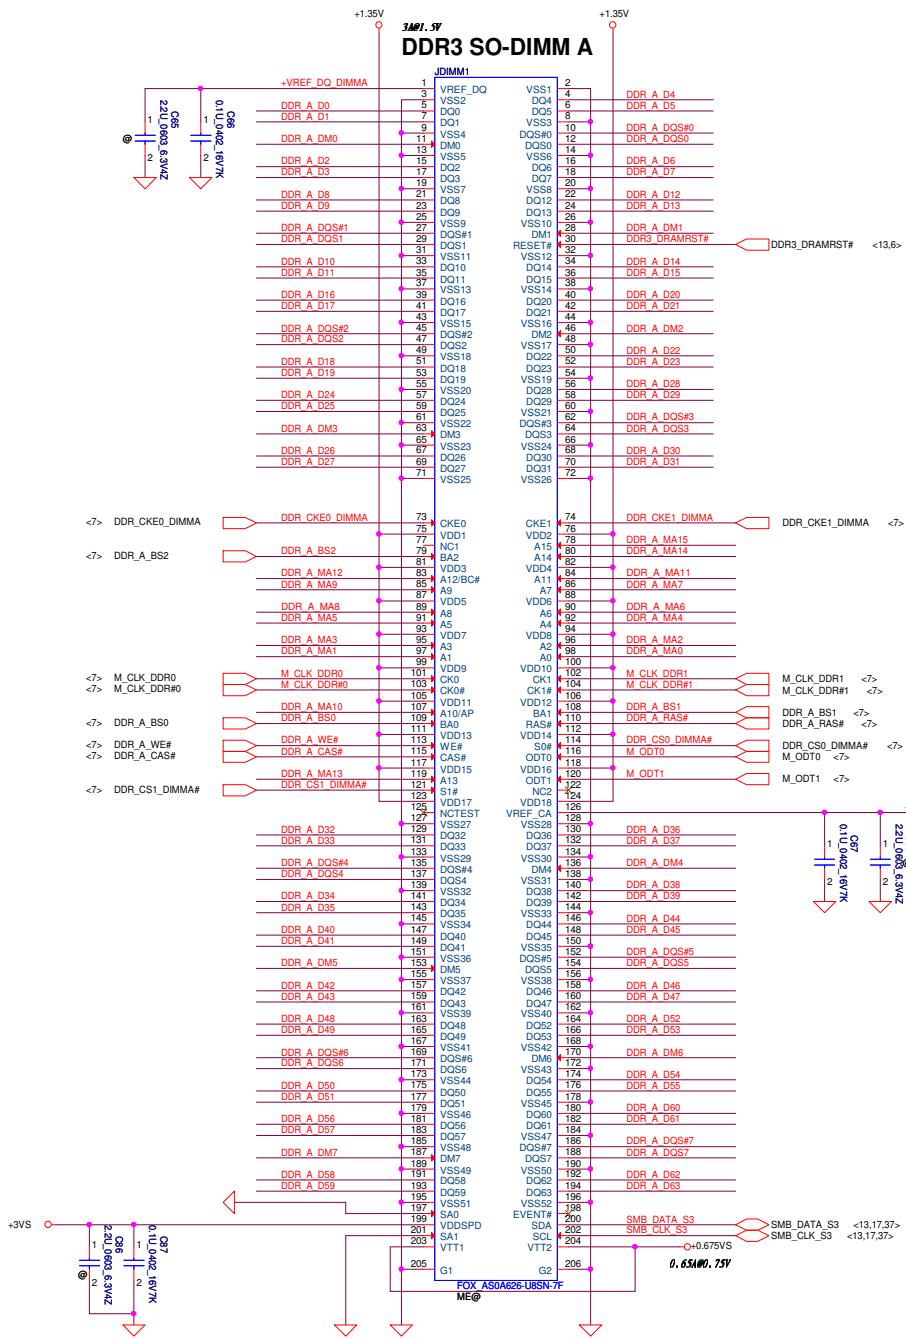 +1.35V +1.35V
3A@1.5V
DDR3 SO-DIMM A
JDIMM1
+VREF_DQ_DIMMA 1 VREF_DQ VSS1 2
3 VSS2 DQ4 4 DDR_A_D4
DDR_A_D0 5 DQ0 DQ5 6 DDR_A_D5
DDR_A_D1 7 DQ1 VSS3 8
9 VSS4 DQS#0 10 DDR_A_DQS#0
DDR_A_DM0 11 DM0 DQS0 12 DDR_A_DQS0
13 VSS5 VSS6 14
DDR_A_D2 15 DQ2 DQ6 16 DDR_A_D6
DDR_A_D3 17 DQ3 DQ7 18 DDR_A_D7
19 VSS7 VSS8 20
DDR_A_D8 21 DQ8 DQ12 22 DDR_A_D12
DDR_A_D9 23 DQ9 DQ13 24 DDR_A_D13
25 VSS9 VSS10 26
DDR_A_DQS#1 27 DQS#1 DM1 28 DDR_A_DM1
DDR_A_DQS1 29 DQS1 RESET# 30 DDR3_DRAMRST# DDR3_DRAMRST# <13,6>
31 VSS11 VSS12 32
DDR_A_D10 33 DQ10 DQ14 34 DDR_A_D14
DDR_A_D11 35 DQ11 DQ15 36 DDR_A_D15
37 VSS13 VSS14 38
DDR_A_D16 39 DQ16 DQ20 40 DDR_A_D20
DDR_A_D17 41 DQ17 DQ21 42 DDR_A_D21
43 VSS15 VSS16 44
DDR_A_DQS#2 45 DQS#2 DM2 46 DDR_A_DM2
DDR_A_DQS2 47 DQS2 VSS17 48
49 VSS18 DQ22 50 DDR_A_D22
DDR_A_D18 51 DQ18 DQ23 52 DDR_A_D23
DDR_A_D19 53 DQ19 VSS19 54
55 VSS20 DQ28 56 DDR_A_D28
DDR_A_D24 57 DQ24 DQ29 58 DDR_A_D29
DDR_A_D25 59 DQ25 VSS21 60
61 VSS22 DQS#3 62 DDR_A_DQS#3
DDR_A_DM3 63 DM3 DQS3 64 DDR_A_DQS3
65 VSS23 VSS24 66
DDR_A_D26 67 DQ26 DQ30 68 DDR_A_D30
DDR_A_D27 69 DQ27 DQ31 70 DDR_A_D31
71 VSS25 VSS26 72
<7> DDR_CKE0_DIMMA DDR_CKE0_DIMMA 73 CKE0 CKE1 74 DDR_CKE1_DIMMA DDR_CKE1_DIMMA <7>
75 VDD1 VDD2 76
77 NC1 A15 78 DDR_A_MA15
<7> DDR_A_BS2 DDR_A_BS2 79 BA2 A14 80 DDR_A_MA14
81 VDD3 VDD4 82
DDR_A_MA12 83 A12/BC# A11 84 DDR_A_MA11
DDR_A_MA9 85 A9 A7 86 DDR_A_MA7
87 VDD5 VDD6 88
DDR_A_MA8 89 A8 A6 90 DDR_A_MA6
DDR_A_MA5 91 A5 A4 92 DDR_A_MA4
93 VDD7 VDD8 94
DDR_A_MA3 95 A3 A2 96 DDR_A_MA2
DDR_A_MA1 97 A1 A0 98 DDR_A_MA0
99 VDD9 VDD10 100
<7> M_CLK_DDR0 M_CLK_DDR0 101 CK0 CK1 102 M_CLK_DDR1 M_CLK_DDR1 <7>
<7> M_CLK_DDR#0 M_CLK_DDR#0 103 CK0# CK1# 104 M_CLK_DDR#1 M_CLK_DDR#1 <7>
105 VDD11 VDD12 106
DDR_A_MA10 107 A10/AP BA1 108 DDR_A_BS1 DDR_A_BS1 <7>
<7> DDR_A_BS0 DDR_A_BS0 109 BA0 RAS# 110 DDR_A_RAS# DDR_A_RAS# <7>
111 VDD13 VDD14 112
<7> DDR_A_WE# DDR_A_WE# 113 WE# S0# 114 DDR_CS0_DIMMA# DDR_CS0_DIMMA# <7>
<7> DDR_A_CAS# DDR_A_CAS# 115 CAS# ODT0 116 M_ODT0 M_ODT0 <7>
117 VDD15 VDD16 118
DDR_A_MA13 119 A13 ODT1 120 M_ODT1 M_ODT1 <7>
<7> DDR_CS1_DIMMA# DDR_CS1_DIMMA# 121 S1# NC2 122
123 VDD17 VDD18 124
125 NCTEST VREF_CA 126
127 VSS27 VSS28 128
DDR_A_D32 129 DQ32 DQ36 130 DDR_A_D36
DDR_A_D33 131 DQ33 DQ37 132 DDR_A_D37
133 VSS29 VSS30 134
DDR_A_DQS#4 135 DQS#4 DM4 136 DDR_A_DM4
DDR_A_DQS4 137 DQS4 VSS31 138
139 VSS32 DQ38 140 DDR_A_D38
DDR_A_D34 141 DQ34 DQ39 142 DDR_A_D39
DDR_A_D35 143 DQ35 VSS33 144
145 VSS34 DQ44 146 DDR_A_D44
DDR_A_D40 147 DQ40 DQ45 148 DDR_A_D45
DDR_A_D41 149 DQ41 VSS35 150
151 VSS36 DQS#5 152 DDR_A_DQS#5
DDR_A_DM5 153 DM5 DQS5 154 DDR_A_DQS5
155 VSS37 VSS38 156
DDR_A_D42 157 DQ42 DQ46 158 DDR_A_D46
DDR_A_D43 159 DQ43 DQ47 160 DDR_A_D47
161 VSS39 VSS40 162
DDR_A_D48 163 DQ48 DQ52 164 DDR_A_D52
DDR_A_D49 165 DQ49 DQ53 166 DDR_A_D53
167 VSS41 VSS42 168
DDR_A_DQS#6 169 DQS#6 DM6 170 DDR_A_DM6
DDR_A_DQS6 171 DQS6 VSS43 172
173 VSS44 DQ54 174 DDR_A_D54
DDR_A_D50 175 DQ50 DQ55 176 DDR_A_D55
DDR_A_D51 177 DQ51 VSS45 178
179 VSS46 DQ60 180 DDR_A_D60
DDR_A_D56 181 DQ56 DQ61 182 DDR_A_D61
DDR_A_D57 183 DQ57 VSS47 184
185 VSS48 DQS#7 186 DDR_A_DQS#7
DDR_A_DM7 187 DM7 DQS7 188 DDR_A_DQS7
189 VSS49 VSS50 190
DDR_A_D58 191 DQ58 DQ62 192 DDR_A_D62
DDR_A_D59 193 DQ59 DQ63 194 DDR_A_D63
195 VSS51 VSS52 196
197 SA0 EVENT# 198
+3VS 199 VDDSPD SDA 200 SMB_DATA_S3 SMB_DATA_S3 <13,17,37>
201 SA1 SCL 202 SMB_CLK_S3 SMB_CLK_S3 <13,17,37>
203 VTT1 VTT2 204 +0.675VS
0.65A@0.75V
205 G1 G2 206
FOX_AS0A626-U8SN-7F
ME@
C65 2.2U_0603_6.3V4Z 1 2 @
C66 0.1U_0402_16V7K 1 2
C67 0.1U_0402_16V7K 1 2
2.2U_0603_6.3V4Z 1 2
C86 2.2U_0603_6.3V4Z 1 2 @
C87 0.1U_0402_16V7K 1 2